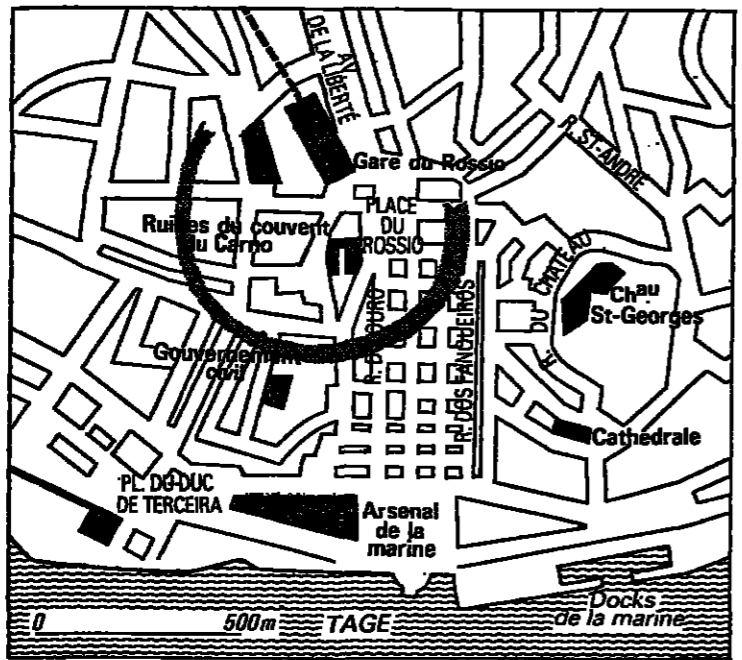 AV.
DE LA LIBERTÉ
R. ST-ANDRÉ
Gare du Rossio
PLACE
DU
ROSSIO
Ruines du couvent
du Carno
R. DU CHATEAU
Chau
St-Georges
R. DOURO
R. DOS FANQUEIROS
Gouvernement
civil
Cathédrale
PL. DU DUC
DE TERCEIRA
Arsenal
de la
marine
Docks
de la marine
0 500m TAGE